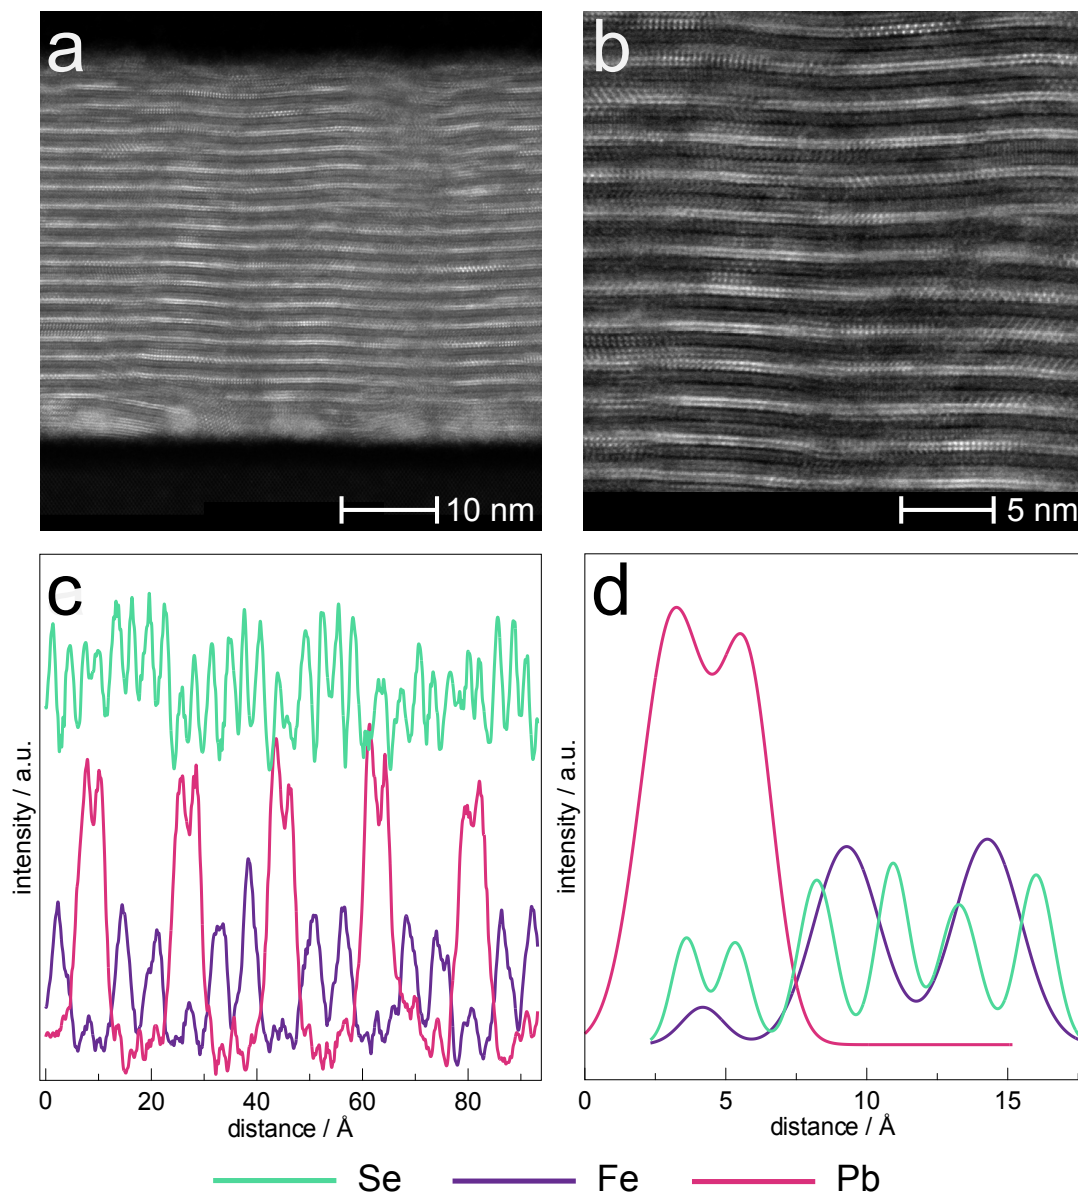 a
b
10 nm
5 nm
c
d
intensity / a.u.
intensity / a.u.
0 20 40 60 80
0 5 10 15
distance / Å
distance / Å
Se Fe Pb